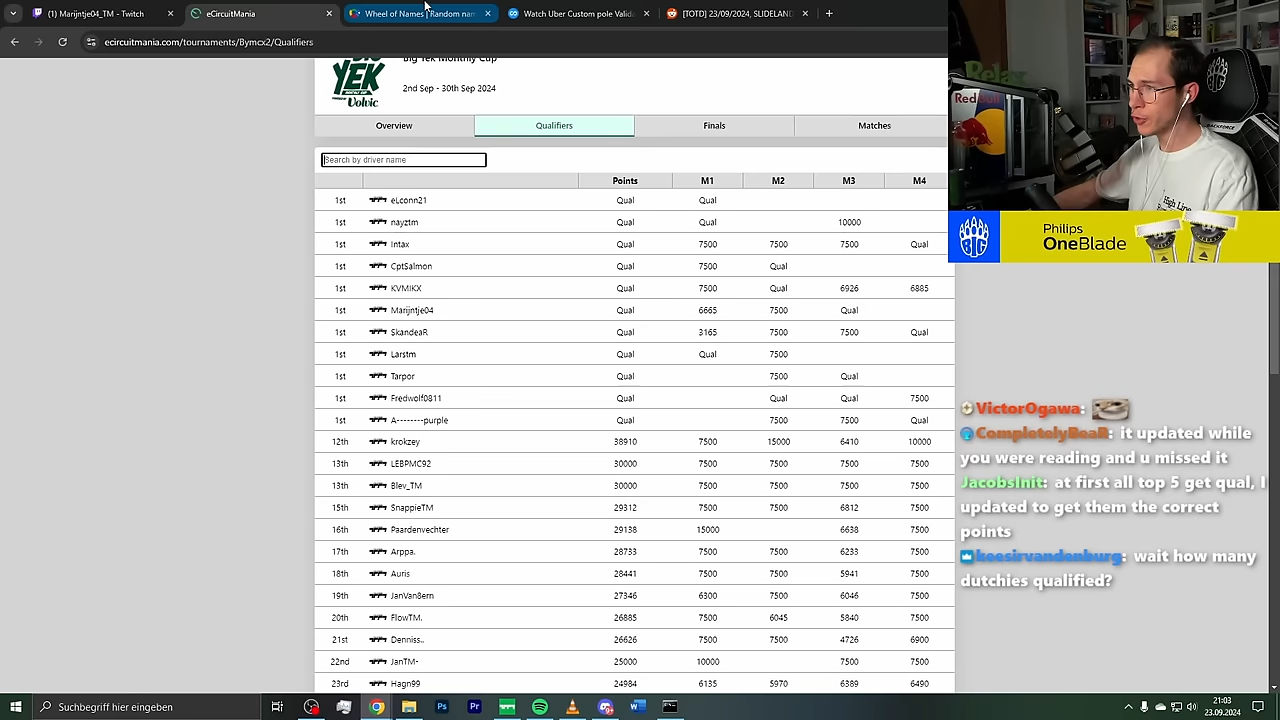 Marijntje04_TM - Twitch
eCircuitMania
Wheel of Names | Random nam
Watch Uber Custom pole Valida
[TOTD] 23/09/2024, SLIDELAND
ecircuitmania.com/tournaments/8ymcx2/Qualifiers
YEK
Volvic
Big Yek Monthly Cup
2nd Sep - 30th Sep 2024
Overview Qualifiers Finals Matches
Search by driver name
Points M1 M2 M3 M4
1st eLconn21 Qual Qual
1st nayztm Qual Qual 10000
1st Intax Qual 7500 7500 7500 Qual
1st CptSalmon Qual 7500 Qual
1st KVMIKX Qual 7500 Qual 6926 6885
1st Marijntje04 Qual 6665 7500 Qual
1st SkandeaR Qual 3165 7500 7500 Qual
1st Larstm Qual Qual 7500
1st Tarpor Qual 7500 Qual
1st Fredwolf0811 Qual Qual Qual 7500
1st A--------purple Qual 7500 7500 Qual
12th krokzey 38910 7500 15000 6410 10000
13th LEBPMC92 30000 7500 7500 7500 7500
13th Blev_TM 30000 7500 7500 7500 7500
15th SnappieTM 29312 7500 7500 6812 7500
16th Paardenvechter 29138 15000 6638 7500
17th Arppa. 28733 7500 7500 6233 7500
18th Auris 28441 7500 7500 5941 7500
19th JanVan8ern 27346 6300 7500 6046 7500
20th FlowTM. 26885 7500 6045 5840 7500
21st Denniss.. 26626 7500 7500 4726 6900
22nd JanTM- 25000 10000 7500 7500
23rd Hagn99 24984 6135 5970 6389 6490
Relax
Red Bull
BACKFORCE
High Line
BIG
Philips
OneBlade
VictorOgawa:
CompletelyBoaB: it updated while
you were reading and u missed it
JacobsInit: at first all top 5 get qual, I
updated to get them the correct
points
keesirvandenburg: wait how many
dutchies qualified?
Suchbegriff hier eingeben
21:03
23.09.2024